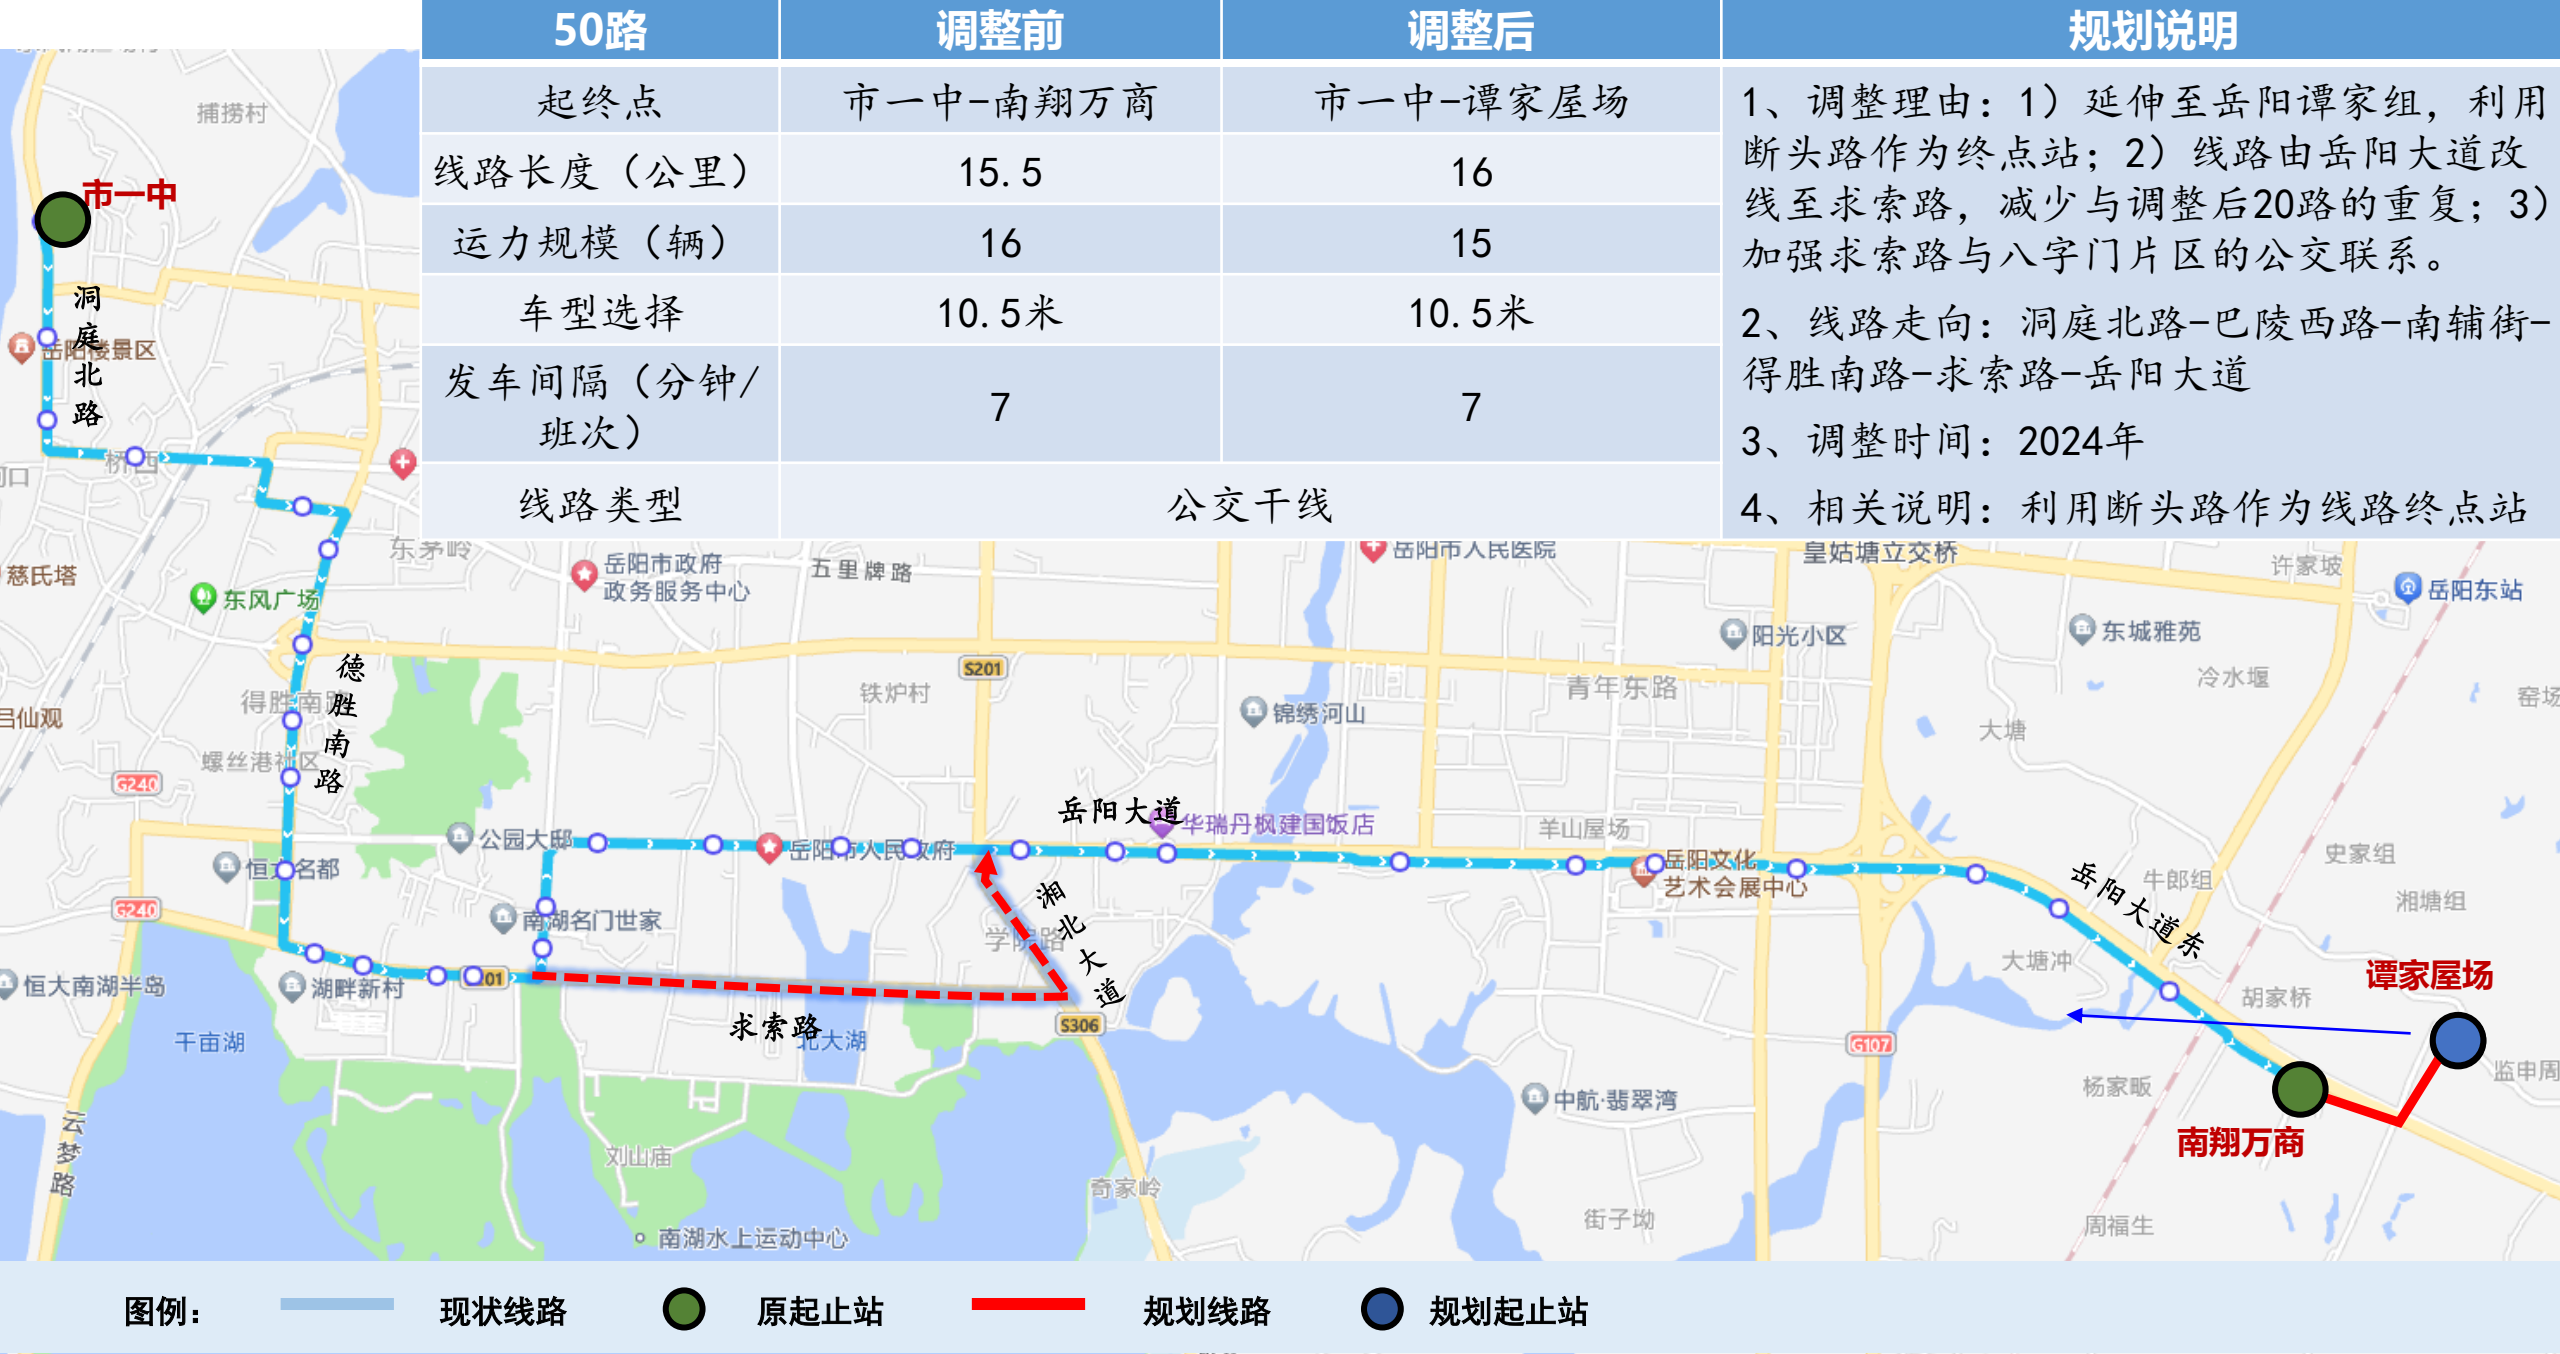 50路 调整前 调整后 规划说明
起终点 市一中-南翔万商 市一中-谭家屋场
线路长度（公里） 15.5 16
运力规模（辆） 16 15
车型选择 10.5米 10.5米
发车间隔（分钟/
班次） 7 7
线路类型 公交干线
1、调整理由：1）延伸至岳阳谭家组，利用
断头路作为终点站；2）线路由岳阳大道改
线至求索路，减少与调整后20路的重复；3）
加强求索路与八字门片区的公交联系。
2、线路走向：洞庭北路-巴陵西路-南辅街-
得胜南路-求索路-岳阳大道
3、调整时间：2024年
4、相关说明：利用断头路作为线路终点站
捕捞村
市一中
洞庭北路
岳阳楼景区
桥西
东茅岭
慈氏塔
东风广场
岳阳市政府
政务服务中心
五里牌路
岳阳市人民医院
皇姑塘立交桥
许家坡
岳阳东站
阳光小区
东城雅苑
德胜南路
得胜南路
吕仙观
螺丝港社区
S201
铁炉村
锦绣河山
青年东路
冷水堰
窑场
大塘
G240
岳阳大道
华瑞丹枫建国饭店
公园大邸
岳阳市人民政府
羊山屋场
岳阳文化
艺术会展中心
史家组
牛郎组
湘塘组
恒大名都
G240
南湖名门世家
湘北大道
学院路
岳阳大道东
大塘冲
谭家屋场
胡家桥
恒大南湖半岛
湖畔新村
01
求索路
北大湖
S306
干亩湖
G107
监申周
杨家畈
中航·翡翠湾
南翔万商
云梦路
刘山庙
奇家岭
街子坳
周福生
南湖水上运动中心
图例： 现状线路 原起止站 规划线路 规划起止站